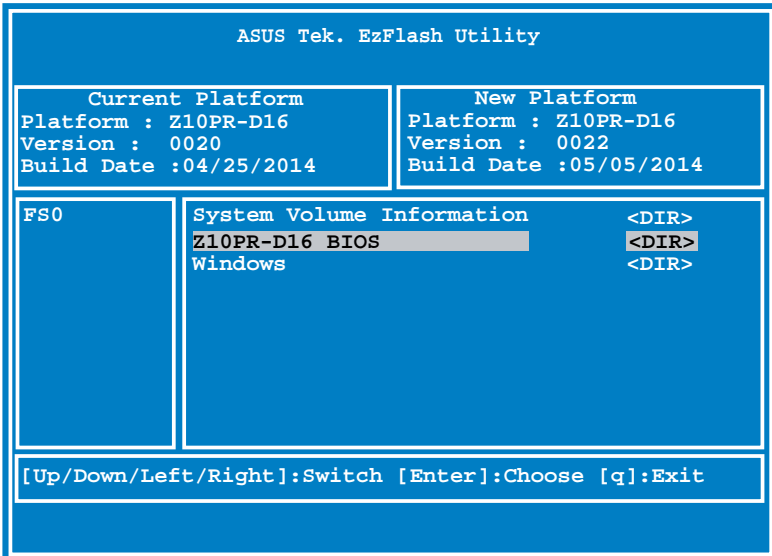 ASUS Tek. EzFlash Utility
Current Platform
Platform : Z10PR-D16
Version : 0020
Build Date :04/25/2014
New Platform
Platform : Z10PR-D16
Version : 0022
Build Date :05/05/2014
FS0
System Volume Information <DIR>
Z10PR-D16 BIOS <DIR>
Windows <DIR>
[Up/Down/Left/Right]:Switch [Enter]:Choose [q]:Exit